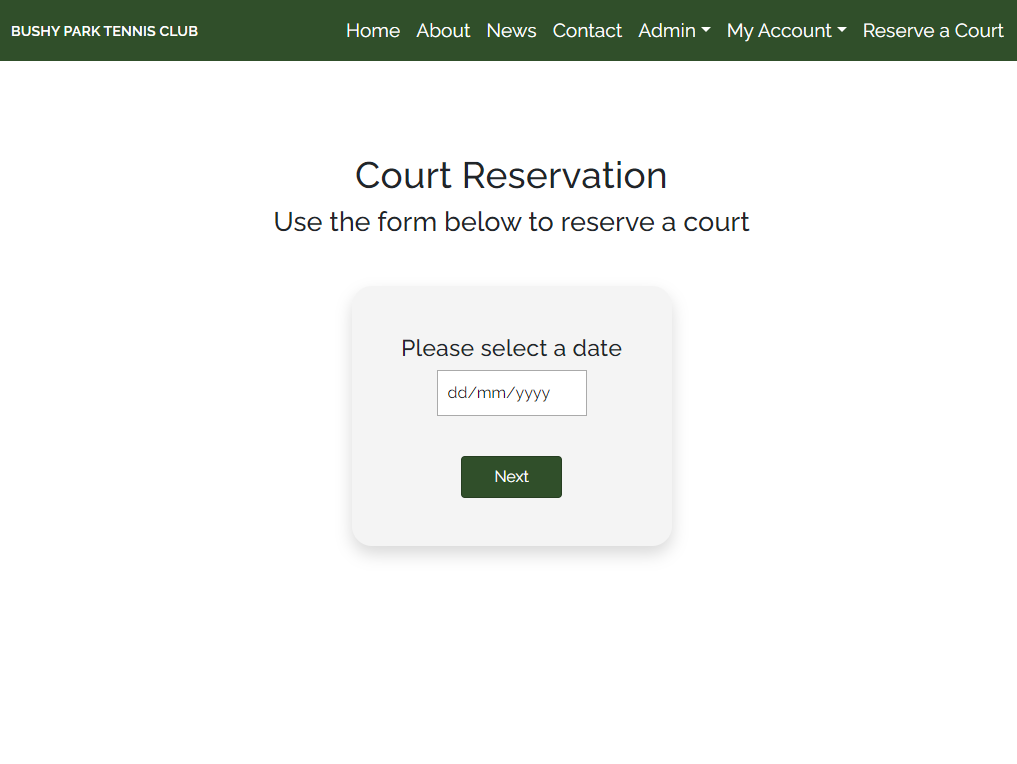 BUSHY PARK TENNIS CLUB Home About News Contact Admin My Account Reserve a Court
Court Reservation
Use the form below to reserve a court
Please select a date
dd/mm/yyyy
Next